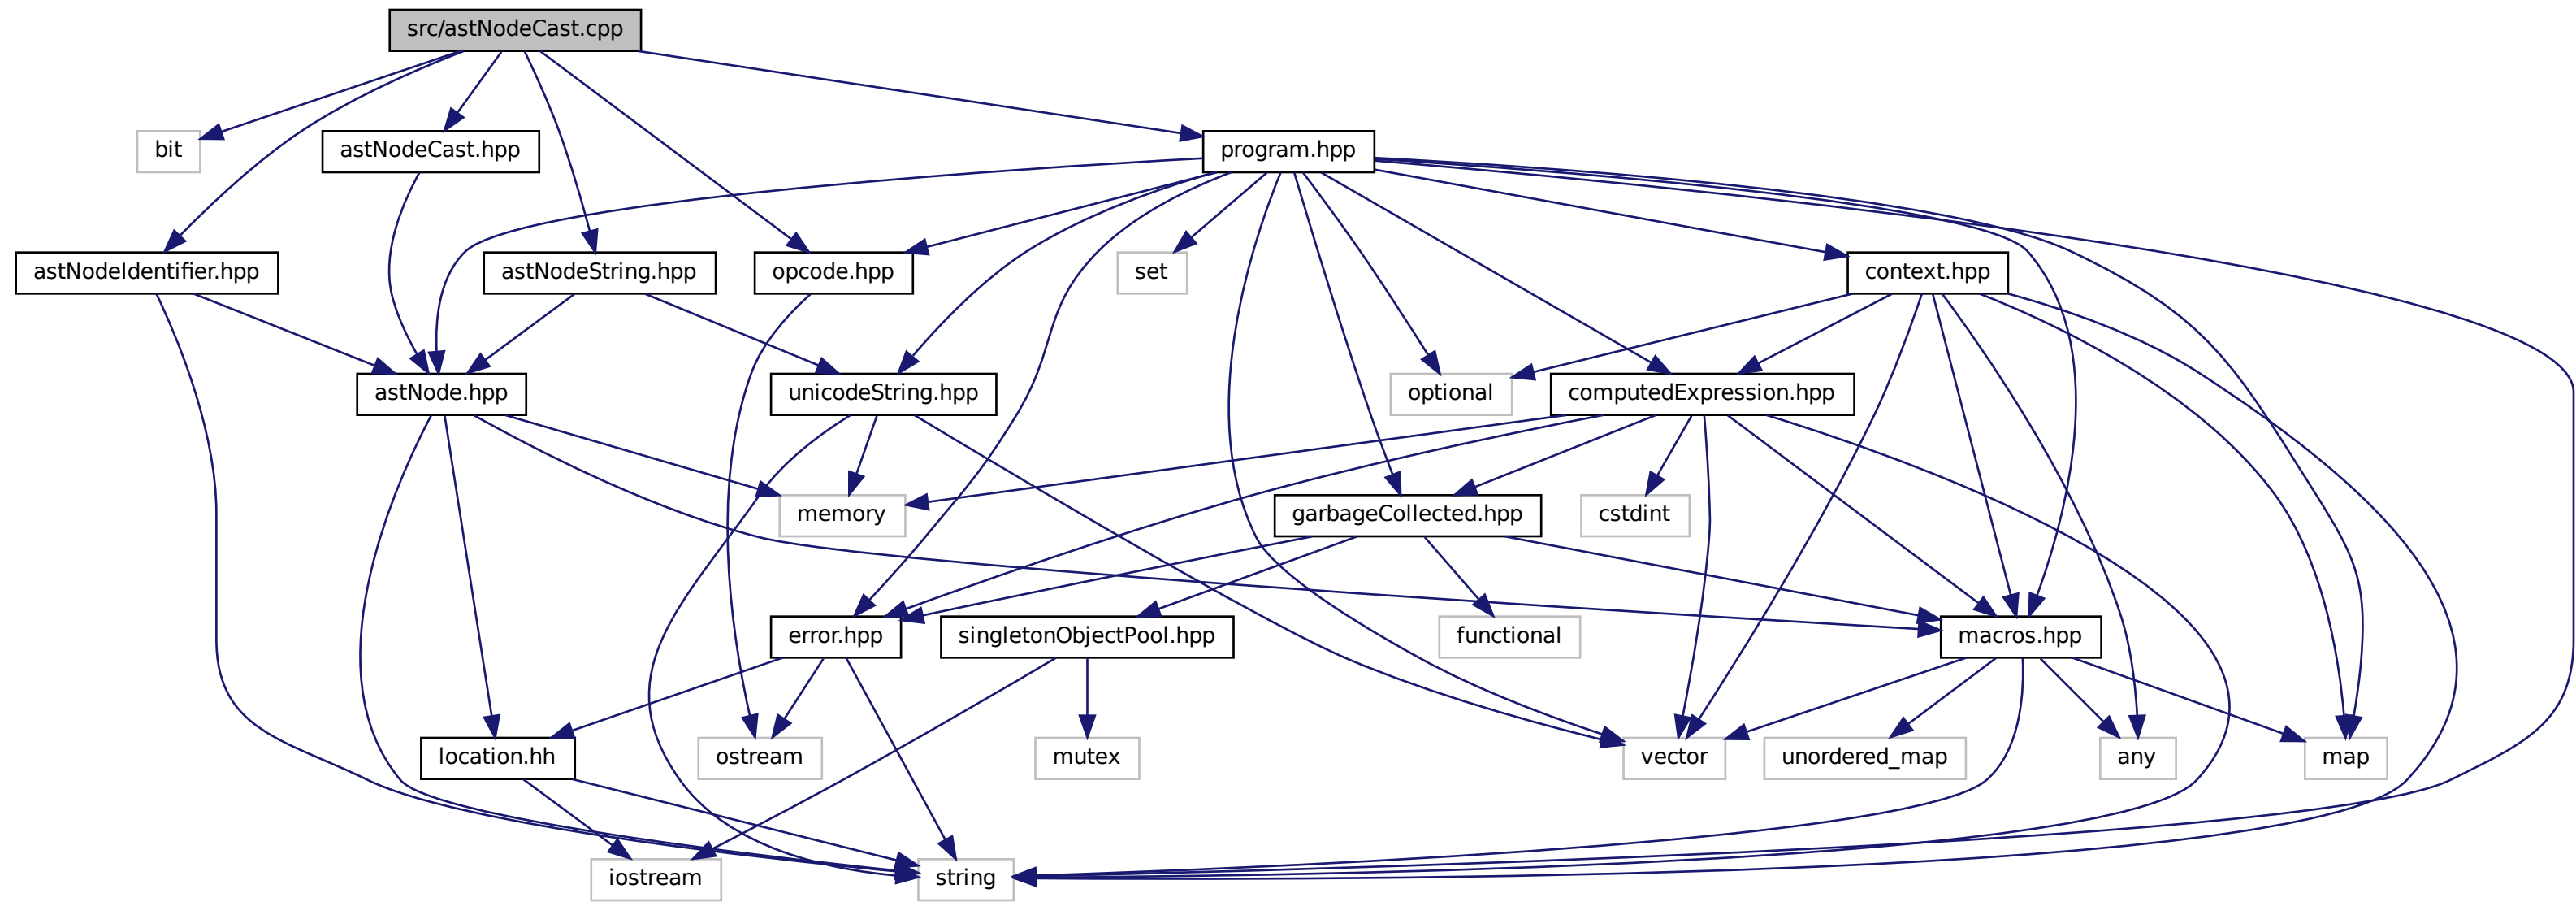 src/astNodeCast.cpp
bit
astNodeCast.hpp
program.hpp
astNodeIdentifier.hpp
astNodeString.hpp
opcode.hpp
set
context.hpp
astNode.hpp
unicodeString.hpp
optional
computedExpression.hpp
memory
garbageCollected.hpp
cstdint
error.hpp
singletonObjectPool.hpp
functional
macros.hpp
location.hh
ostream
mutex
vector
unordered_map
any
map
iostream
string